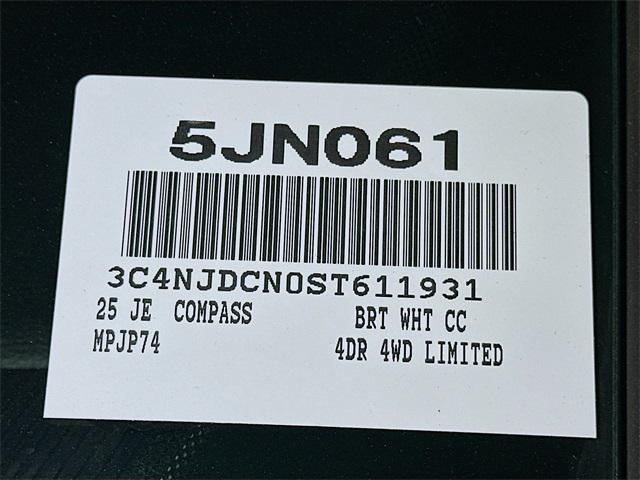 5JN061
3C4NJDCN0ST611931
25 JE COMPASS BRT WHT CC
MPJP74 4DR 4WD LIMITED